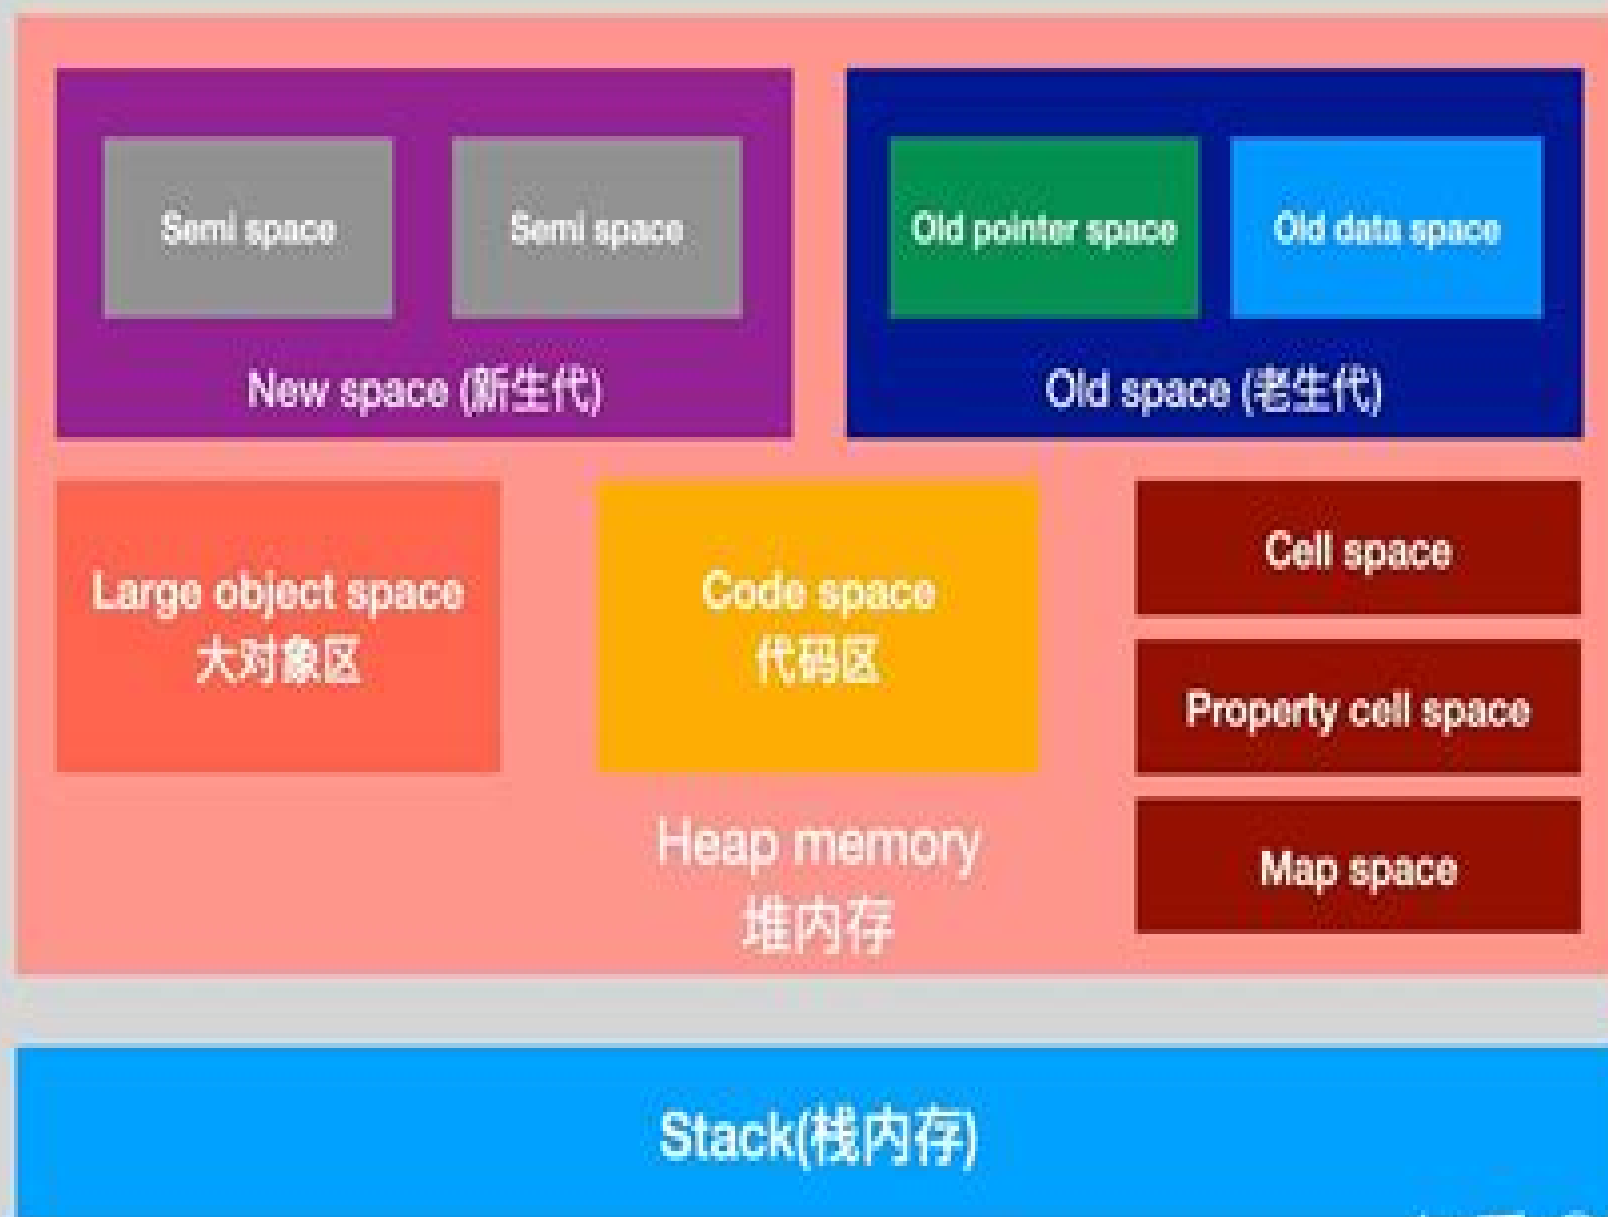 Semi space
Semi space
Old pointer space
Old data space
New space (新生代)
Old space (老生代)
Large object space
大对象区
Code space
代码区
Cell space
Property cell space
Map space
Heap memory
堆内存
Stack(栈内存)